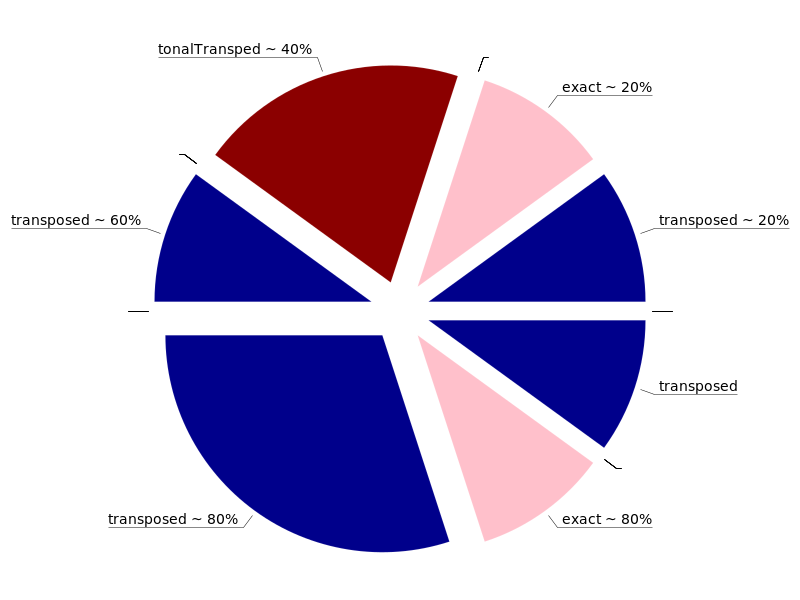 tonalTransped ~ 40%
exact ~ 20%
transposed ~ 60%
transposed ~ 20%
transposed
transposed ~ 80%
exact ~ 80%